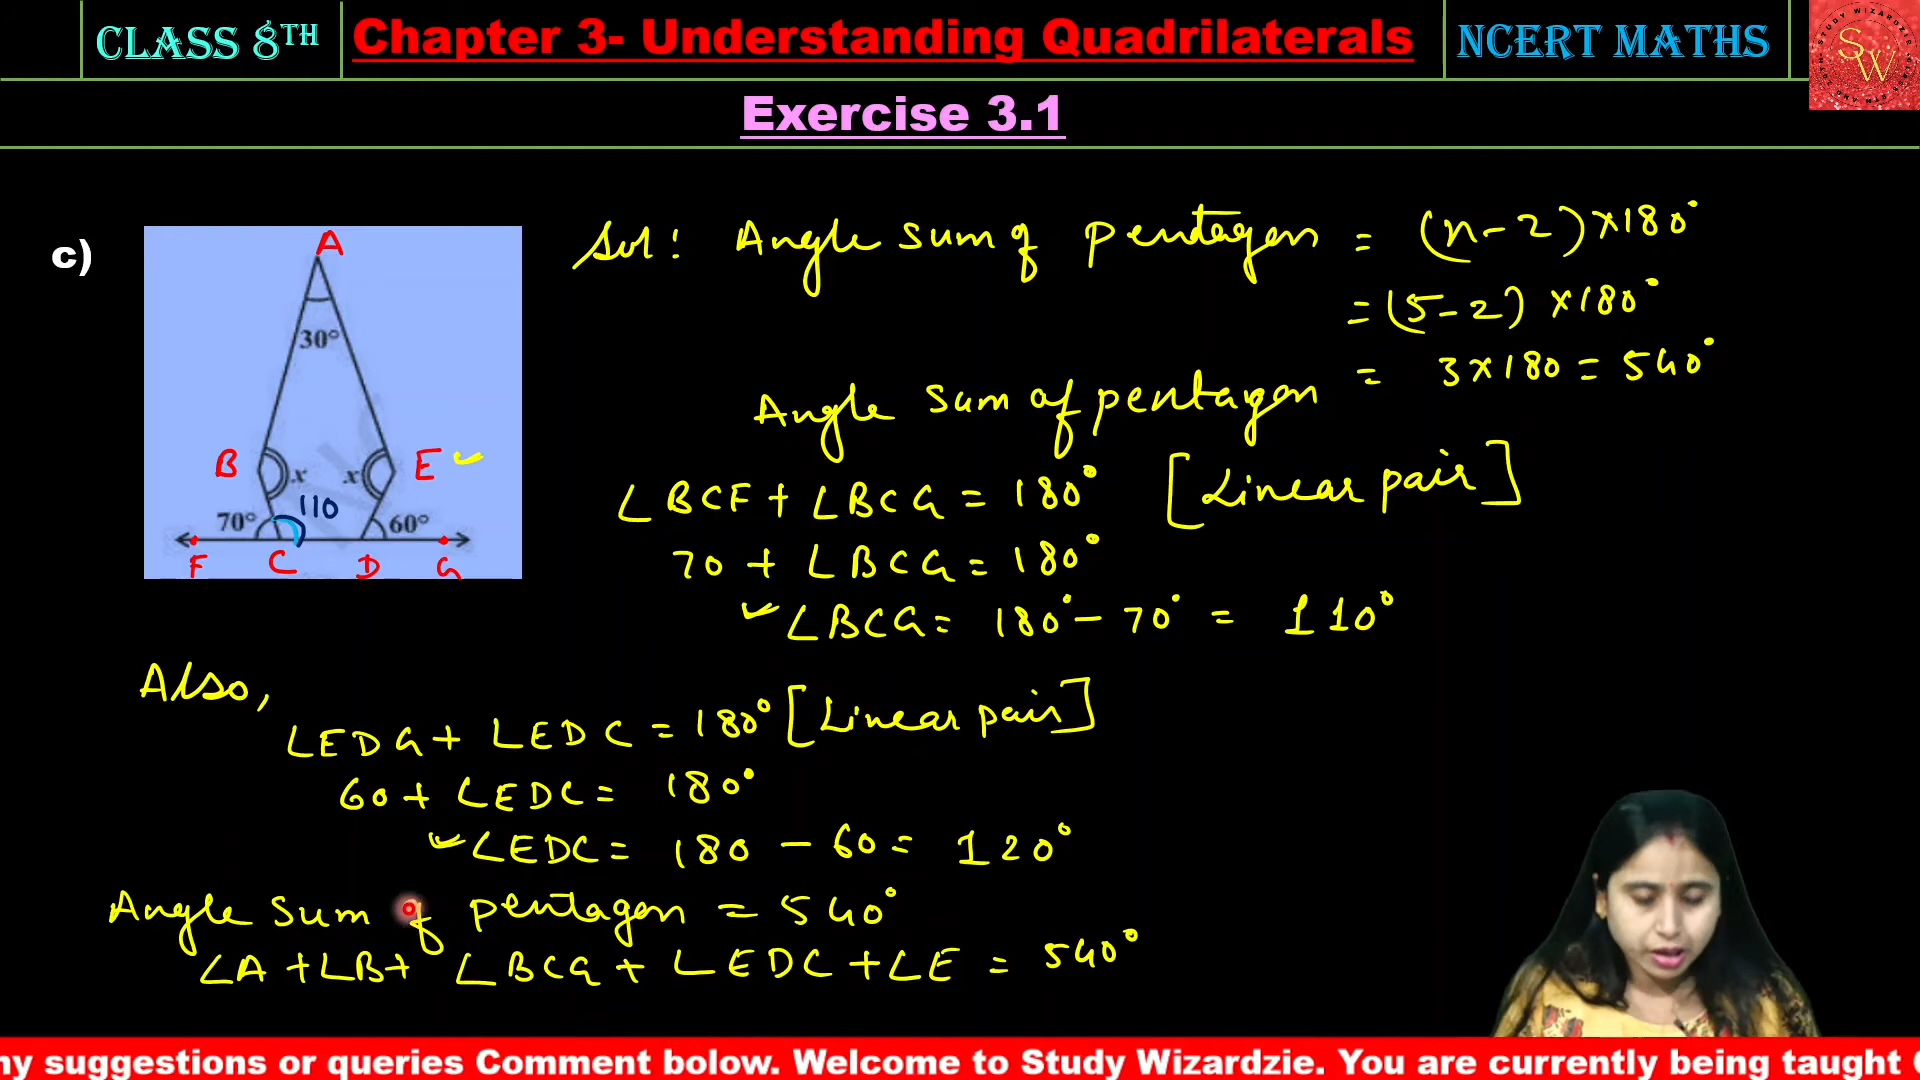 CLASS 8TH
Chapter 3- Understanding Quadrilaterals
NCERT MATHS
SW
Exercise 3.1
c)
A
30°
B x x E
110
70° 60°
F C D G
Sol: Angle sum of pentagon = (n-2)×180°
=(5-2) ×180°
= 3×180 = 540°
Angle sum of pentagon
∠BCF + ∠BCG = 180° [Linear pair]
70 + ∠BCG = 180°
∠BCG = 180° - 70° = 110°
Also,
∠EDG + ∠EDC = 180° [Linear pair]
60 + ∠EDC = 180°
∠EDC = 180 - 60 = 120°
Angle sum of pentagon = 540°
∠A + ∠B + ∠BCG + ∠EDC + ∠E = 540°
ny suggestions or queries Comment bolow. Welcome to Study Wizardzie. You are currently being taught